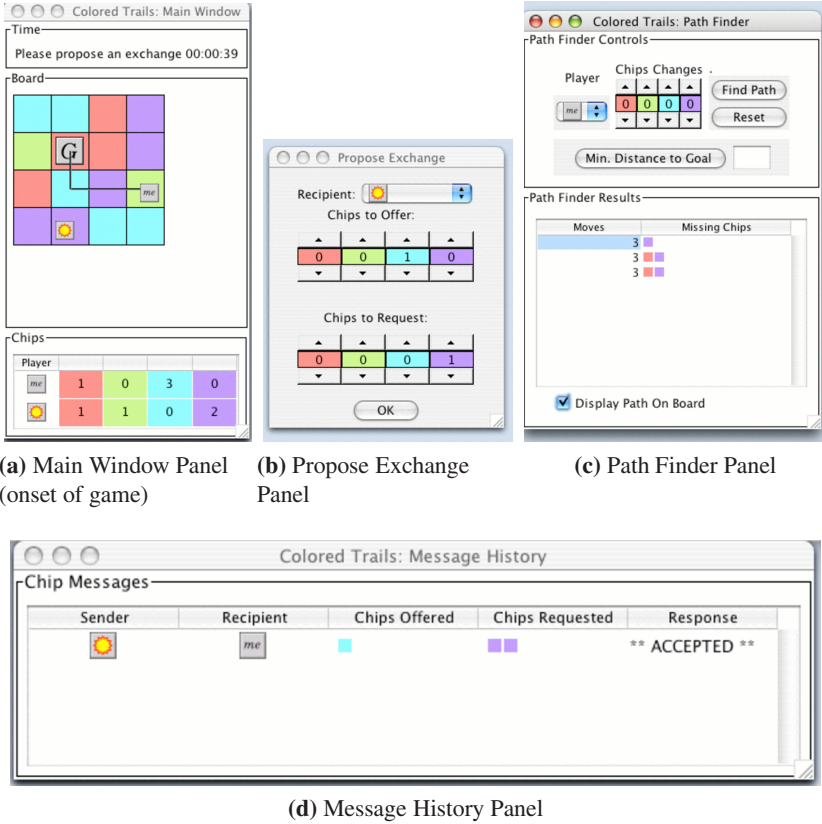 Colored Trails: Main Window
Time
Please propose an exchange 00:00:39
Board
G
me
Chips
Player
me 1 0 3 0
1 1 0 2
(a) Main Window Panel
(onset of game)
Propose Exchange
Recipient:
Chips to Offer:
0 0 1 0
Chips to Request:
0 0 0 1
OK
(b) Propose Exchange
Panel
Colored Trails: Path Finder
Path Finder Controls
Player
Chips Changes .
me
0 0 0 0
Find Path
Reset
Min. Distance to Goal
Path Finder Results
Moves Missing Chips
3
3
3
Display Path On Board
(c) Path Finder Panel
Colored Trails: Message History
Chip Messages
Sender Recipient Chips Offered Chips Requested Response
me ** ACCEPTED **
(d) Message History Panel